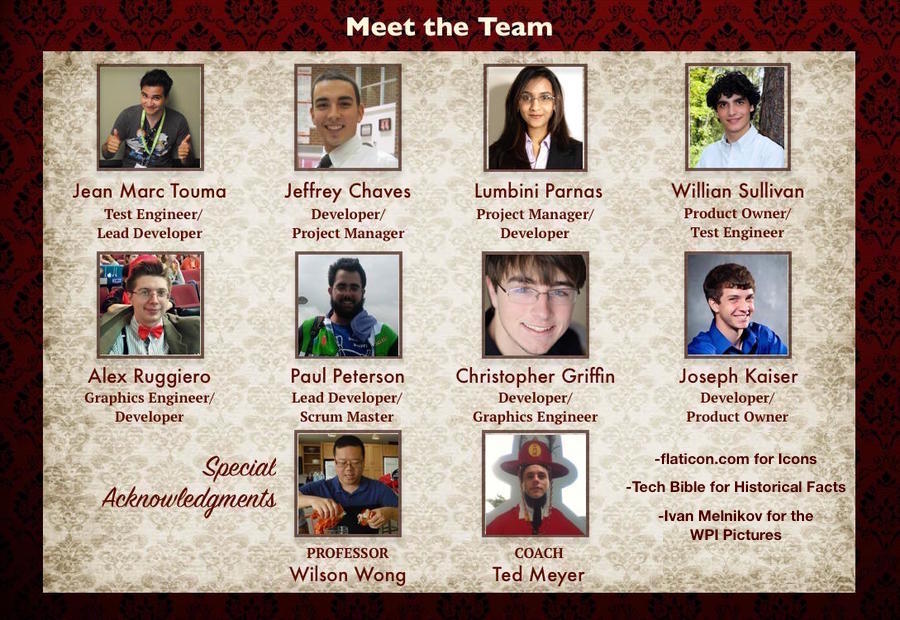 Meet the Team
Jean Marc Touma
Test Engineer/
Lead Developer
Jeffrey Chaves
Developer/
Project Manager
Lumbini Parnas
Project Manager/
Developer
Willian Sullivan
Product Owner/
Test Engineer
Alex Ruggiero
Graphics Engineer/
Developer
Paul Peterson
Lead Developer/
Scrum Master
Christopher Griffin
Developer/
Graphics Engineer
Joseph Kaiser
Developer/
Product Owner
Special
Acknowledgments
PROFESSOR
Wilson Wong
COACH
Ted Meyer
-flaticon.com for Icons
-Tech Bible for Historical Facts
-Ivan Melnikov for the
WPI Pictures